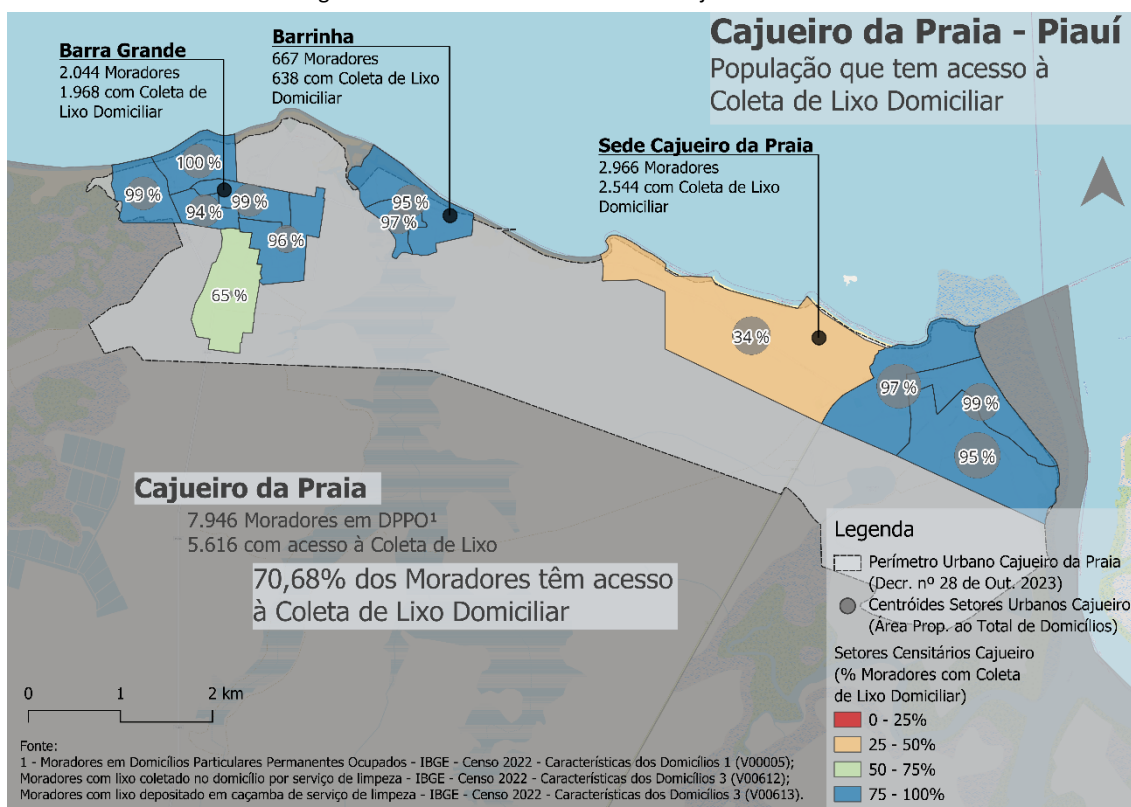 Cajueiro da Praia - Piauí
População que tem acesso à
Coleta de Lixo Domiciliar
Barra Grande
2.044 Moradores
1.968 com Coleta de
Lixo Domiciliar
Barrinha
667 Moradores
638 com Coleta de Lixo
Domiciliar
Sede Cajueiro da Praia
2.966 Moradores
2.544 com Coleta de Lixo
Domiciliar
100 %
99 %
94 %
99 %
96 %
65 %
95 %
97 %
34 %
97 %
99 %
95 %
Cajueiro da Praia
7.946 Moradores em DPPO¹
5.616 com acesso à Coleta de Lixo
70,68% dos Moradores têm acesso
à Coleta de Lixo Domiciliar
0 1 2 km
Legenda
Perímetro Urbano Cajueiro da Praia
(Decr. nº 28 de Out. 2023)
Centróides Setores Urbanos Cajueiro
(Área Prop. ao Total de Domicílios)
Setores Censitários Cajueiro
(% Moradores com Coleta
de Lixo Domiciliar)
0 - 25%
25 - 50%
50 - 75%
75 - 100%
Fonte:
1 - Moradores em Domicílios Particulares Permanentes Ocupados - IBGE - Censo 2022 - Características dos Domicílios 1 (V00005);
Moradores com lixo coletado no domicílio por serviço de limpeza - IBGE - Censo 2022 - Características dos Domicílios 3 (V00612);
Moradores com lixo depositado em caçamba de serviço de limpeza - IBGE - Censo 2022 - Características dos Domicílios 3 (V00613).